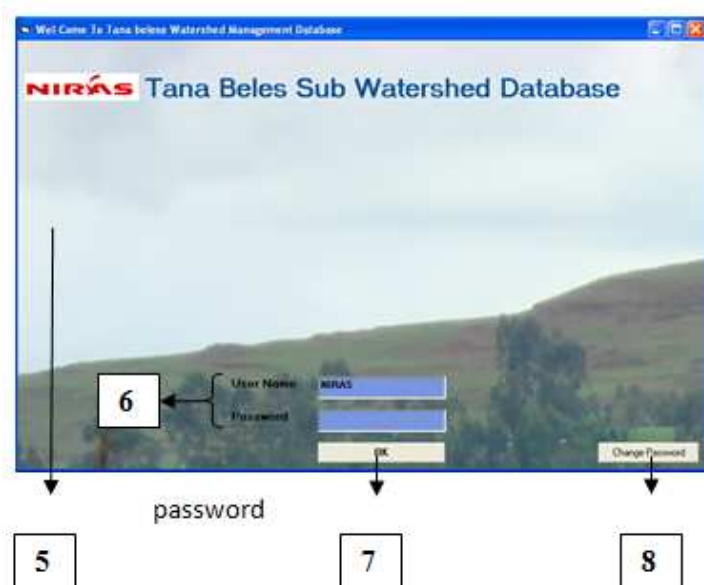 Wel Come To Tana beless Watershed Management DataBase
NIRAS Tana Beles Sub Watershed Database
6
User Name NIRAS
Password
OK
Change Password
password
5 7 8